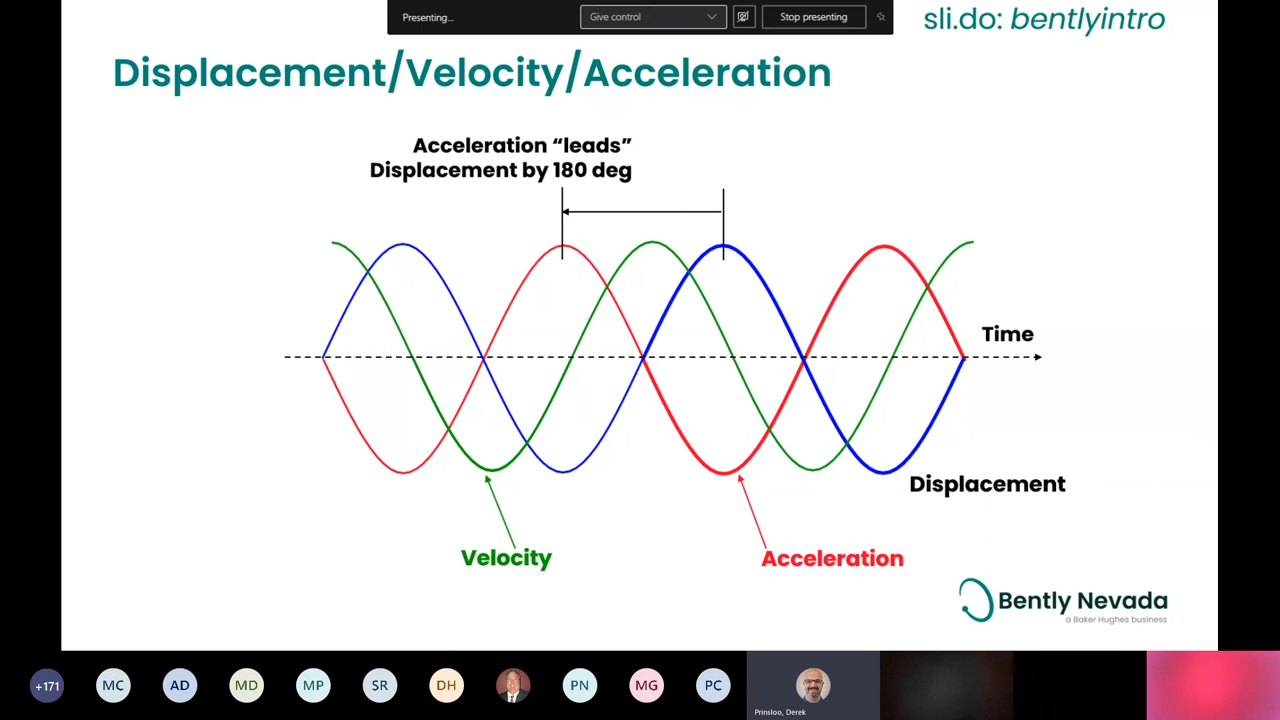 Presenting...
Give control
Stop presenting
sli.do: bentlyintro
Displacement/Velocity/Acceleration
Acceleration “leads”
Displacement by 180 deg
Time
Displacement
Velocity
Acceleration
Bently Nevada
a Baker Hughes business
+171
MC
AD
MD
MP
SR
DH
PN
MG
PC
Prinsloo, Derek